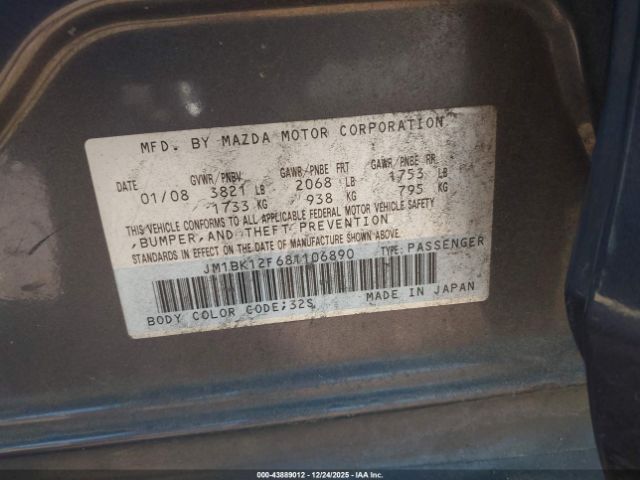 MFD. BY MAZDA MOTOR CORPORATION
DATE GVWR/PNBV GAWR/PNBE FRT GAWR/PNBE RR
01/08 3821 LB 2068 LB 1753 LB
1733 KG 938 KG 795 KG
THIS VEHICLE CONFORMS TO ALL APPLICABLE FEDERAL MOTOR VEHICLE SAFETY
,BUMPER,AND THEFT PREVENTION
STANDARDS IN EFFECT ON THE DATE OF MANUFACTURE SHOWN ABOVE.
JM1BK12F681106890 TYPE: PASSENGER
BODY COLOR CODE;32S MADE IN JAPAN
000-43889012 - 12/24/2025 - IAAI.COM